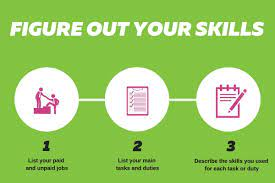 FIGURE OUT YOUR SKILLS
1
List your paid
and unpaid jobs
2
List your main
tasks and duties
3
Describe the skills you used
for each task or duty